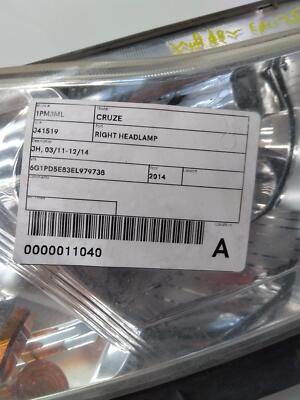 1PM3ML CRUZE
J41519 RIGHT HEADLAMP
JH, 03/11-12/14
6G1PD5E83EL979738 2014
0000011040 A